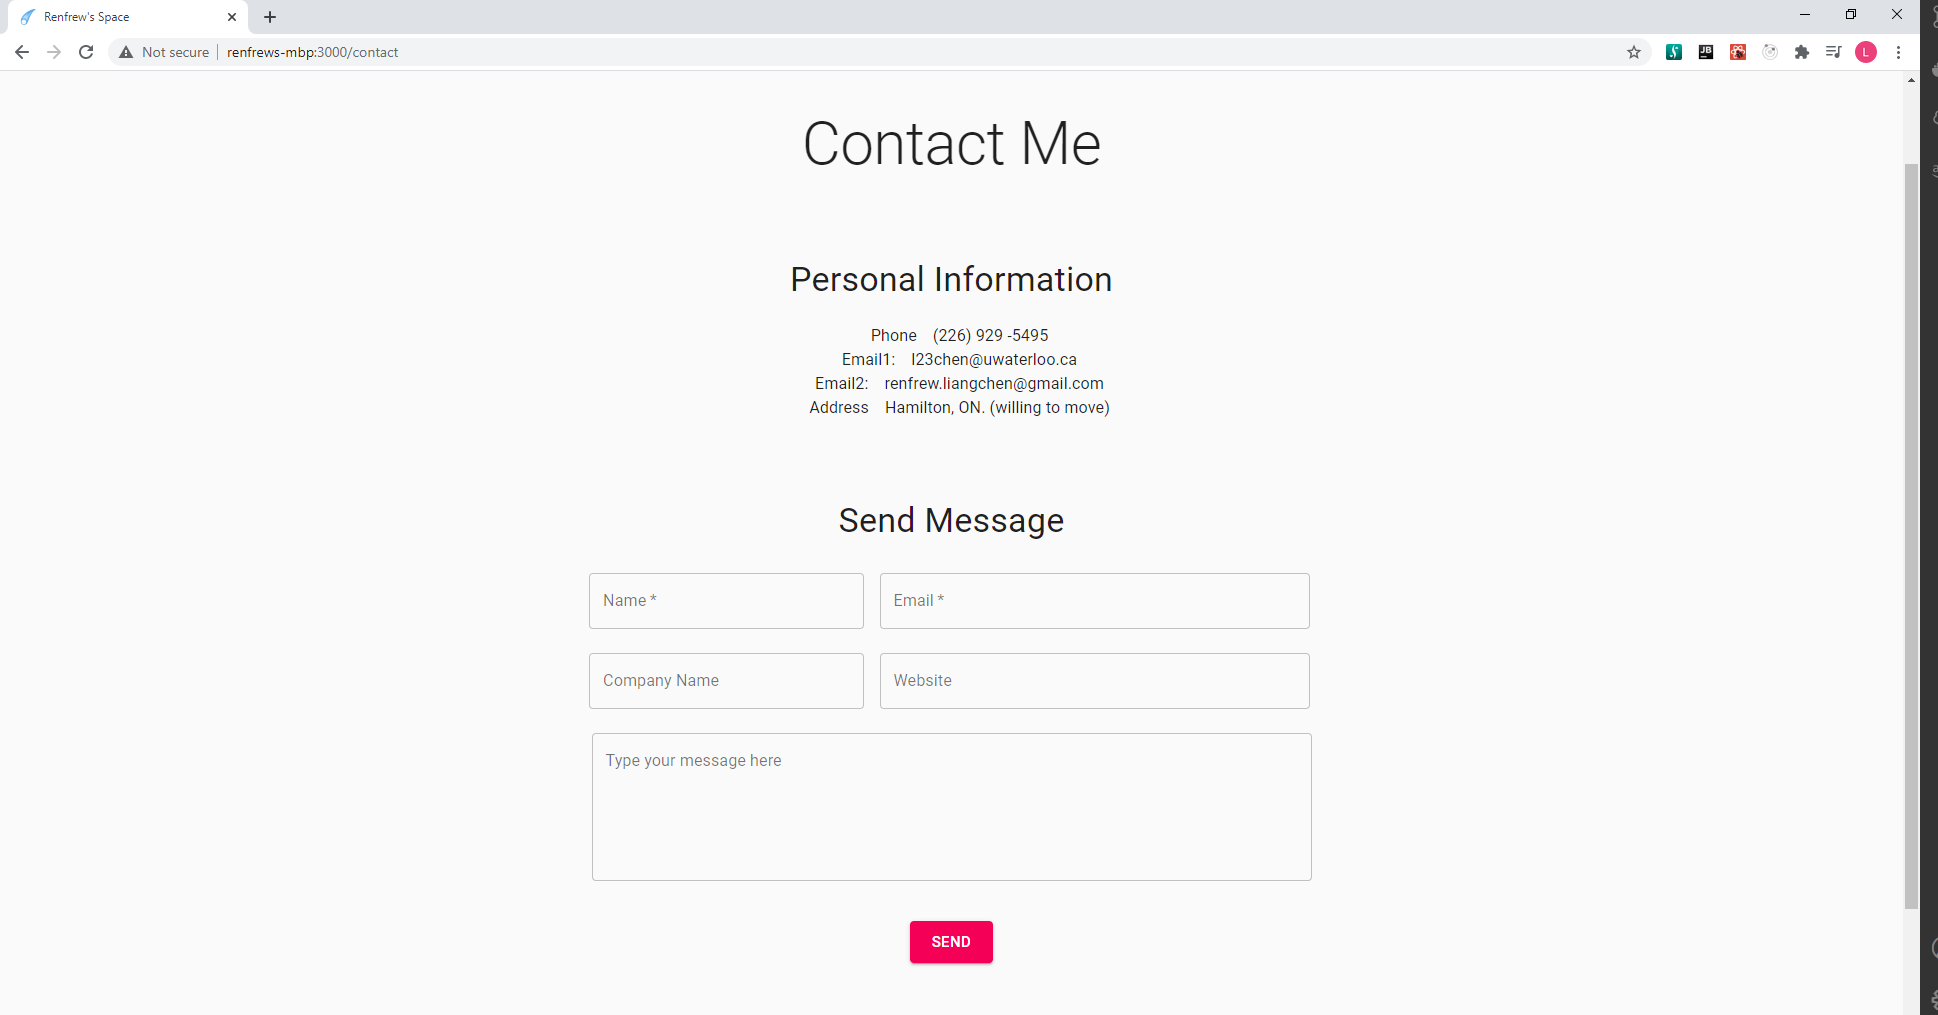 Renfrew's Space
Not secure renfrews-mbp:3000/contact
JB
L
Contact Me
Personal Information
Phone (226) 929 -5495
Email1: l23chen@uwaterloo.ca
Email2: renfrew.liangchen@gmail.com
Address Hamilton, ON. (willing to move)
Send Message
Name * Email *
Company Name Website
Type your message here
SEND